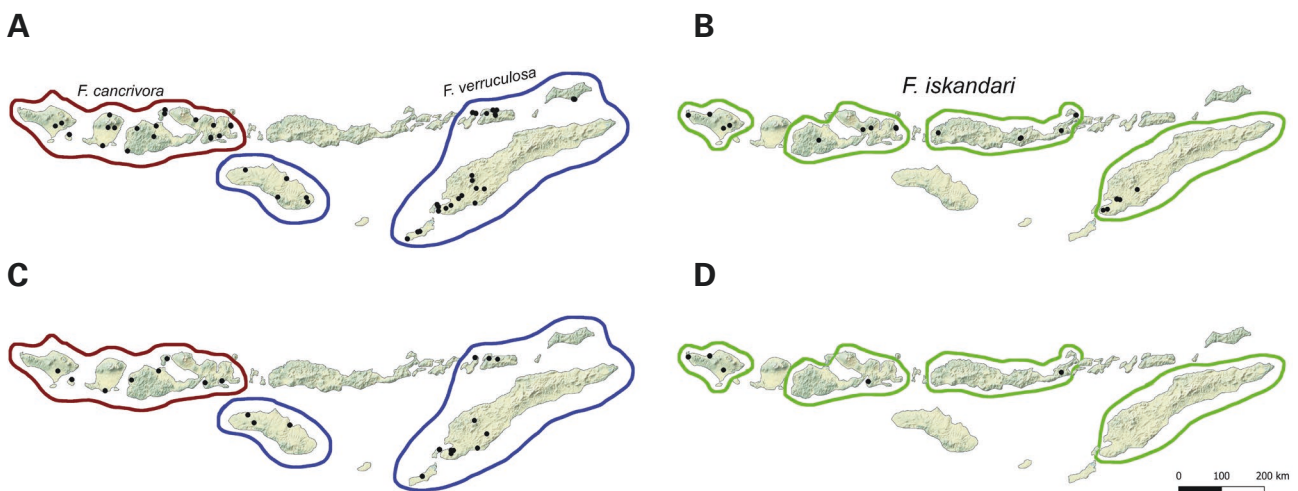 A
B
F. cancrivora
F. verruculosa
F. iskandari
C
D
0 100 200 km